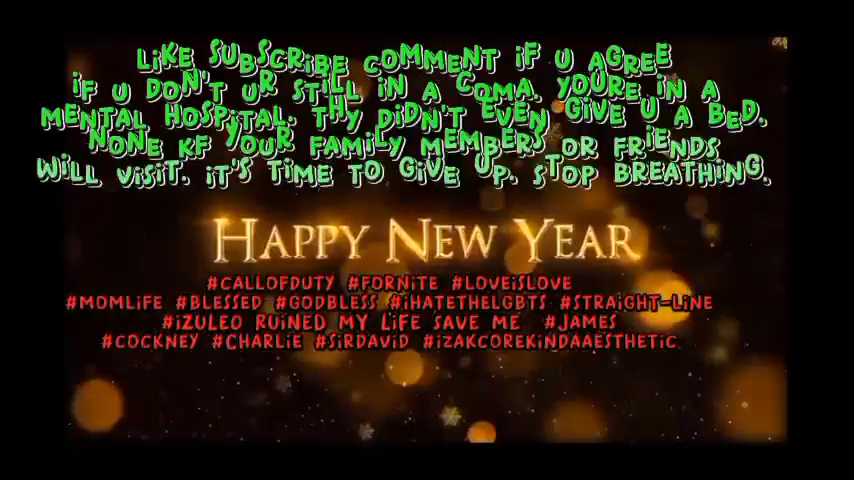 LIKE SUBSCRIBE COMMENT IF U AGREE
IF U DON'T UR STILL IN A COMA. YOURE IN A
MENTAL HOSPITAL. THY DIDN'T EVEN GIVE U A BED.
NONE KF YOUR FAMILY MEMBERS OR FRIENDS
WILL VISIT. IT'S TIME TO GIVE UP. STOP BREATHING.
HAPPY NEW YEAR
#CALLOFDUTY #FORNITE #LOVEISLOVE
#MOMLIFE #BLESSED #GODBLESS #IHATETHELGBTS #STRAIGHT-LINE
#IZULEO RUINED MY LIFE SAVE ME #JAMES
#COCKNEY #CHARLIE #SIRDAVID #IZAKCOREKINDAAESTHETIC